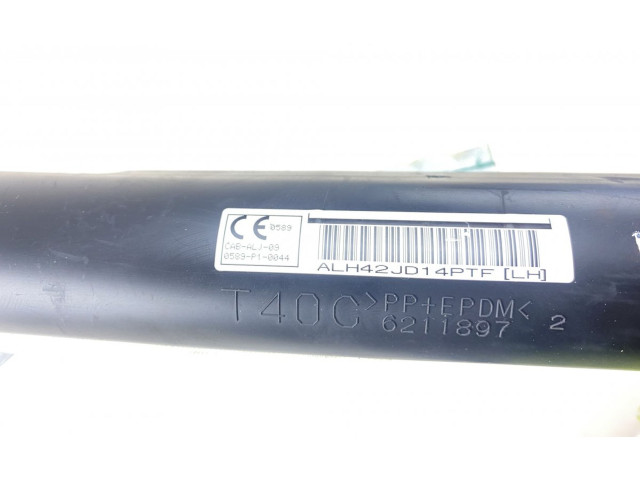 CE 0589
CAB-ALJ-09
0589-P1-0044
ALH42JD14PTF [LH]
T40C >PP+EPDM<
6211897 2